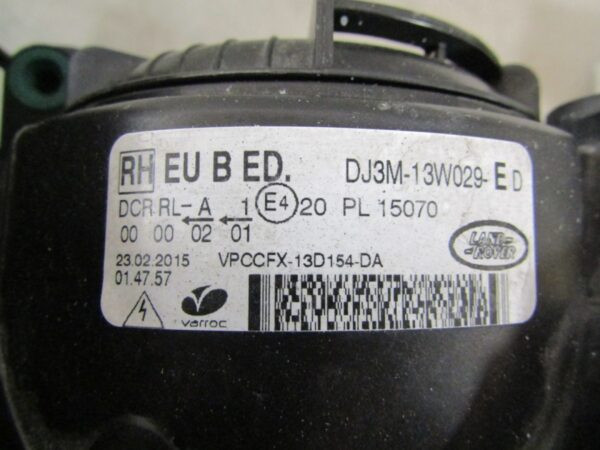 RH EU B ED. DJ3M-13W029-E D
DCR RL-A 1 E4 20 PL 15070
00 00 02 01
LAND ROVER
23.02.2015 VPCCFX-13D154-DA
01.47.57
varroc